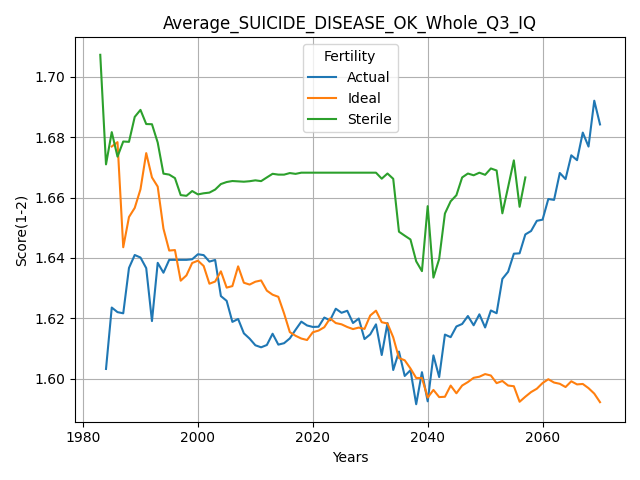 Average_SUICIDE_DISEASE_OK_Whole_Q3_IQ
Fertility
Actual
Ideal
Sterile
Score(1-2)
1.70
1.68
1.66
1.64
1.62
1.60
1980
2000
2020
2040
2060
Years